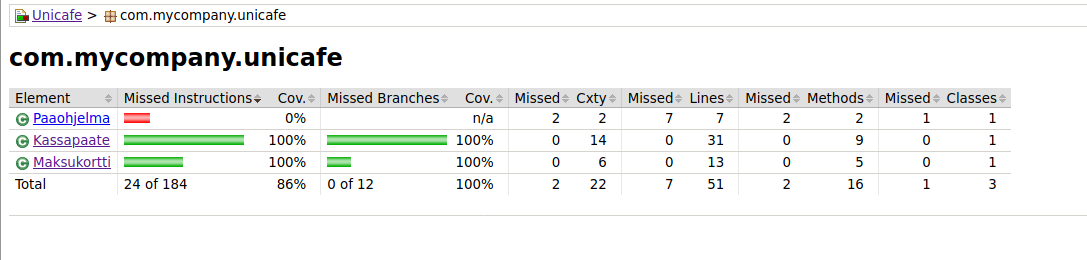 Unicafe > com.mycompany.unicafe
com.mycompany.unicafe
Element Missed Instructions Cov. Missed Branches Cov. Missed Cxty Missed Lines Missed Methods Missed Classes
C Paaohjelma 0% n/a 2 2 7 7 2 2 1 1
C Kassapaate 100% 100% 0 14 0 31 0 9 0 1
C Maksukortti 100% 100% 0 6 0 13 0 5 0 1
Total 24 of 184 86% 0 of 12 100% 2 22 7 51 2 16 1 3